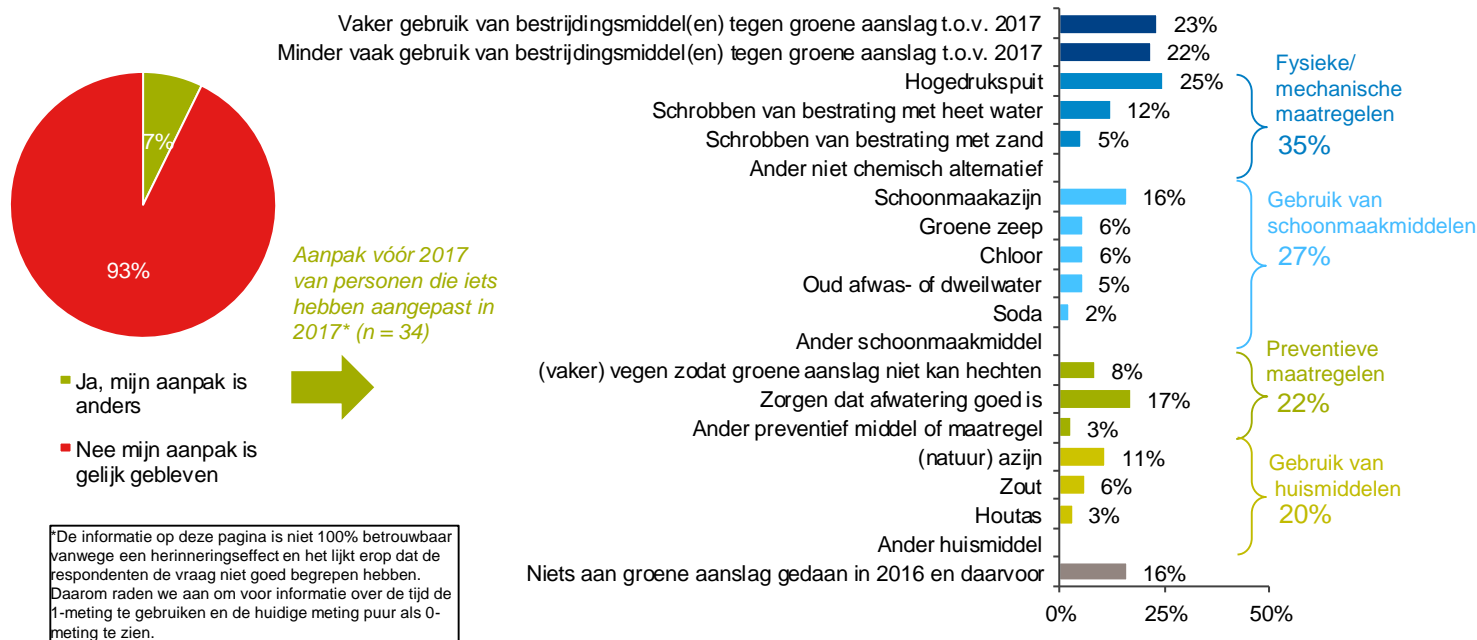 7%
93%
Ja, mijn aanpak is
anders
Nee mijn aanpak is
gelijk gebleven
Aanpak vóór 2017
van personen die iets
hebben aangepast in
2017* (n = 34)
*De informatie op deze pagina is niet 100% betrouwbaar
vanwege een herinneringseffect en het lijkt erop dat de
respondenten de vraag niet goed begrepen hebben.
Daarom raden we aan om voor informatie over de tijd de
1-meting te gebruiken en de huidige meting puur als 0-
meting te zien.
Vaker gebruik van bestrijdingsmiddel(en) tegen groene aanslag t.o.v. 2017 23%
Minder vaak gebruik van bestrijdingsmiddel(en) tegen groene aanslag t.o.v. 2017 22%
Hogedrukspuit 25%
Schrobben van bestrating met heet water 12%
Schrobben van bestrating met zand 5%
Ander niet chemisch alternatief
Schoonmaakazijn 16%
Groene zeep 6%
Chloor 6%
Oud afwas- of dweilwater 5%
Soda 2%
Ander schoonmaakmiddel
(vaker) vegen zodat groene aanslag niet kan hechten 8%
Zorgen dat afwatering goed is 17%
Ander preventief middel of maatregel 3%
(natuur) azijn 11%
Zout 6%
Houtas 3%
Ander huismiddel
Niets aan groene aanslag gedaan in 2016 en daarvoor 16%
0% 25% 50%
Fysieke/
mechanische
maatregelen
35%
Gebruik van
schoonmaakmiddelen
27%
Preventieve
maatregelen
22%
Gebruik van
huismiddelen
20%